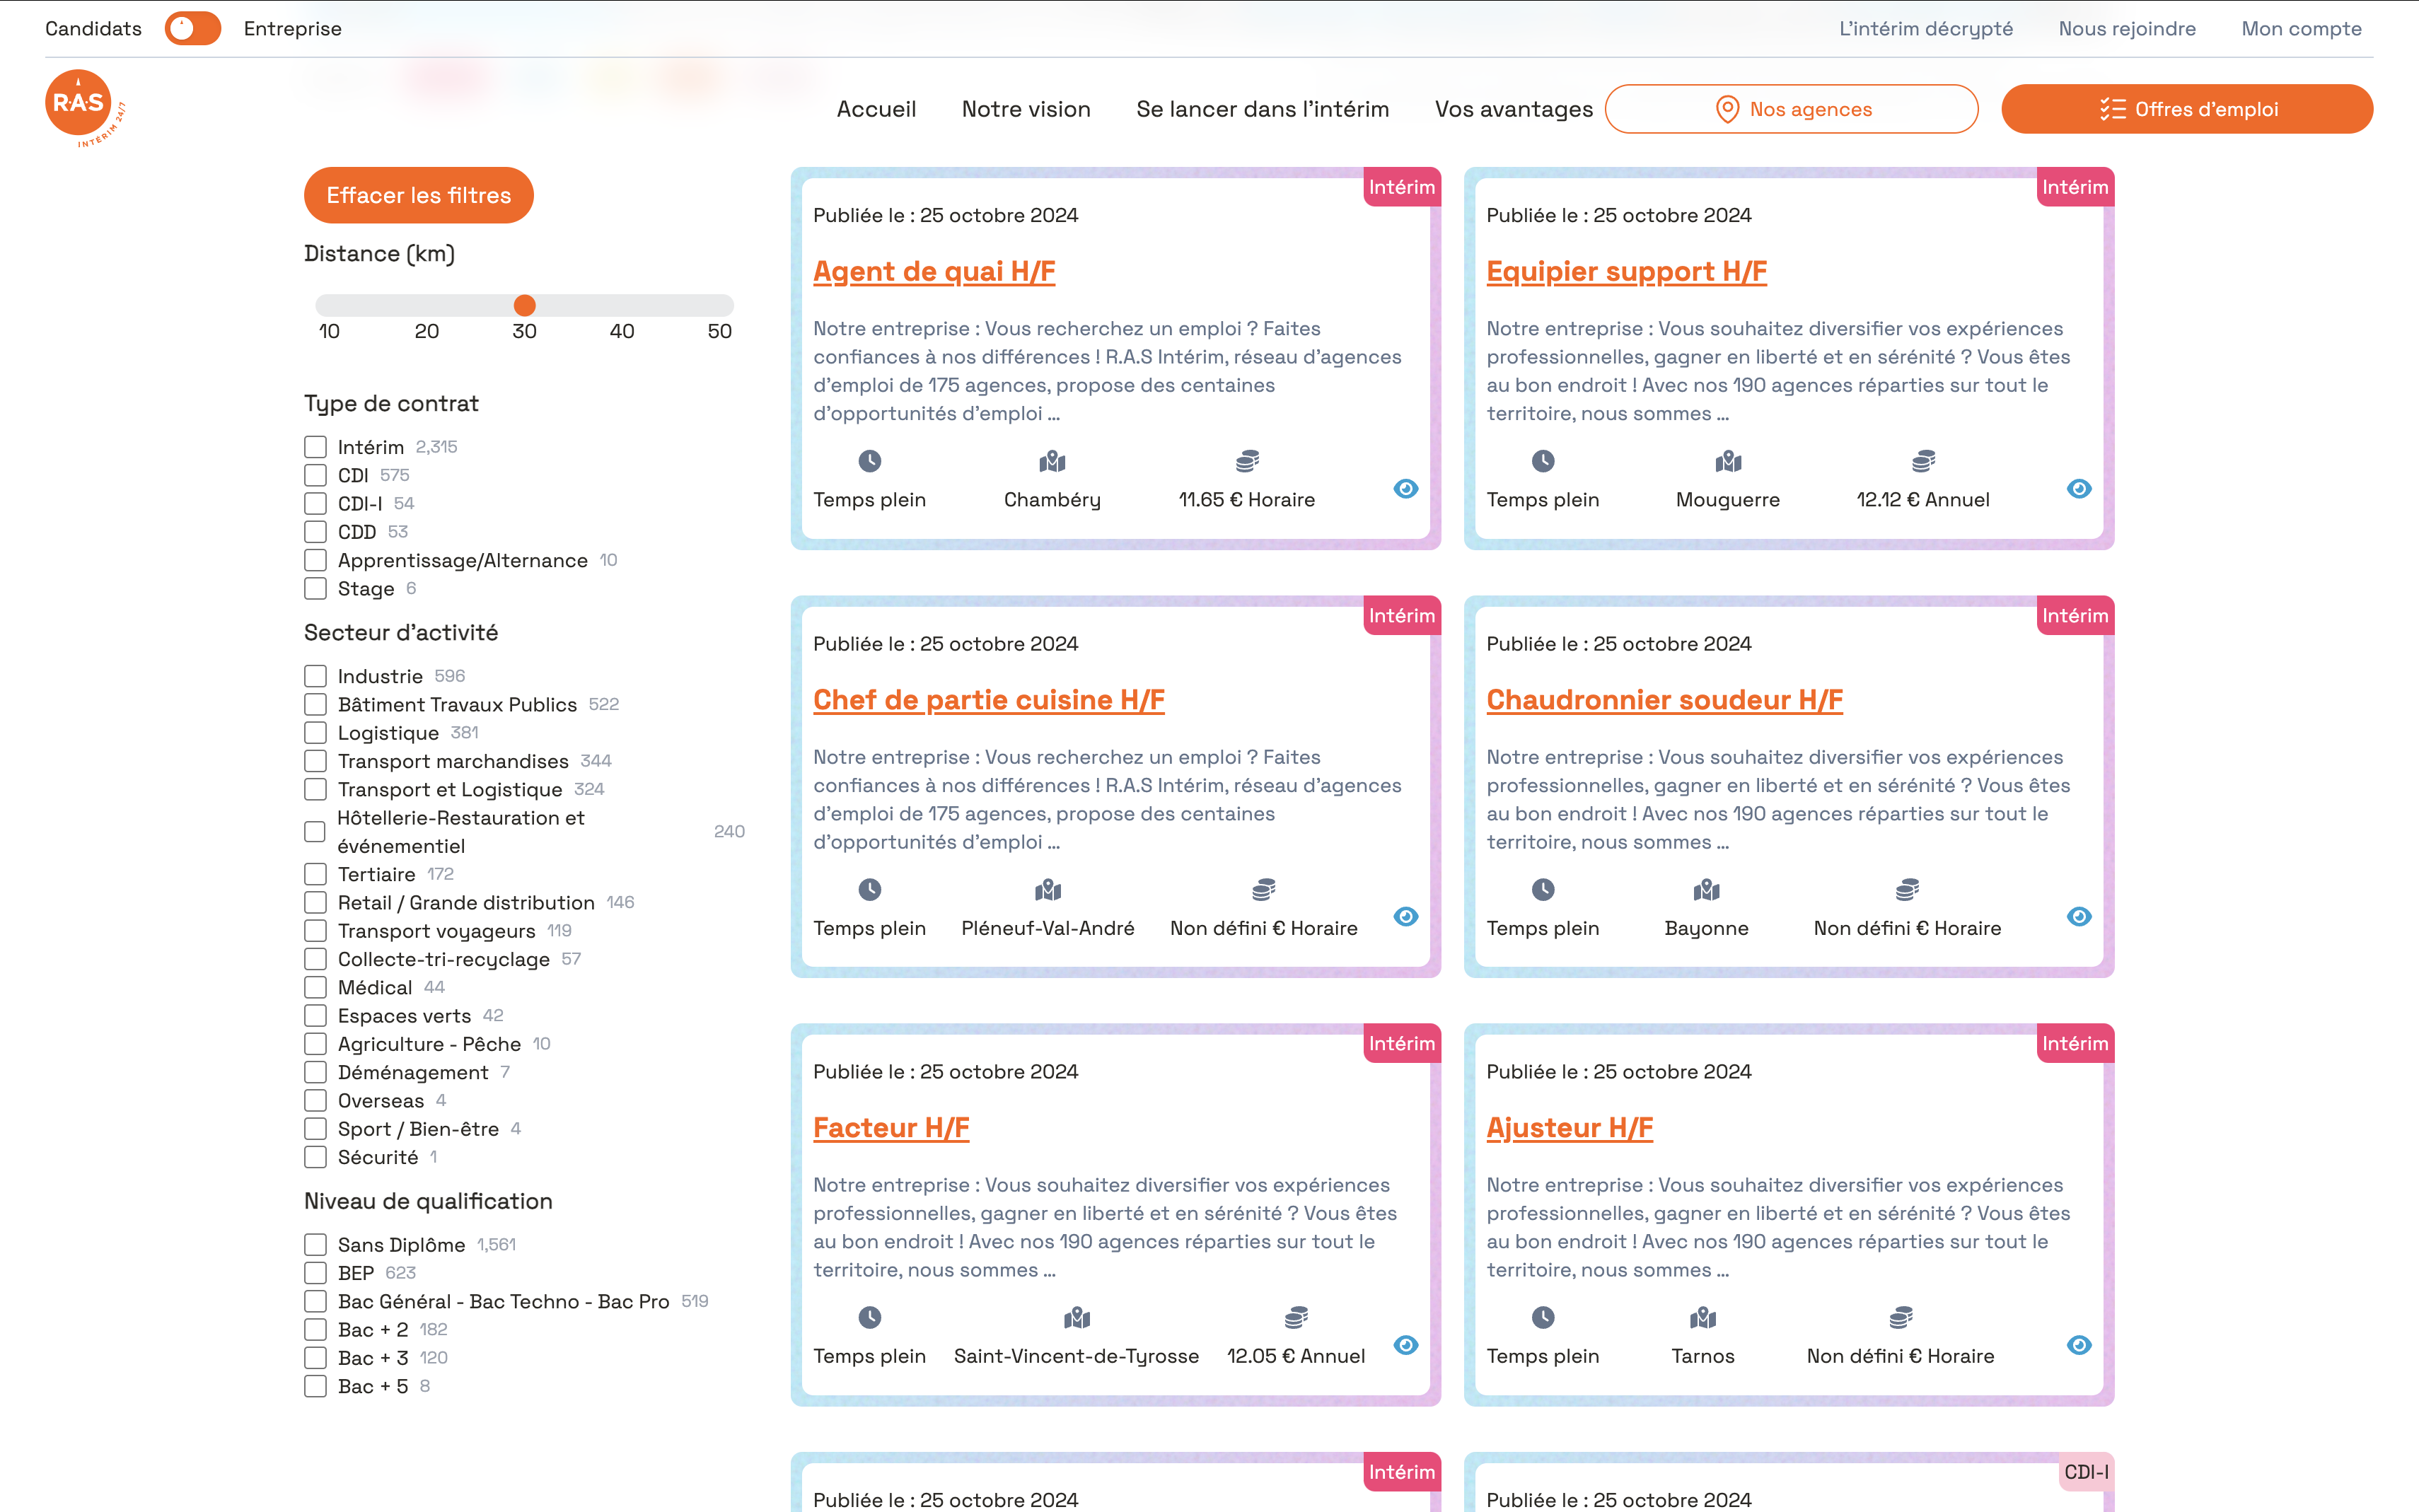 Candidats
Entreprise
L'intérim décrypté
Nous rejoindre
Mon compte
R.A.S
INTÉRIM 24/7
Accueil
Notre vision
Se lancer dans l'intérim
Vos avantages
Nos agences
Offres d'emploi
Effacer les filtres
Distance (km)
10 20 30 40 50
Type de contrat
Intérim 2,315
CDI 575
CDI-I 54
CDD 53
Apprentissage/Alternance 10
Stage 6
Secteur d'activité
Industrie 596
Bâtiment Travaux Publics 522
Logistique 381
Transport marchandises 344
Transport et Logistique 324
Hôtellerie-Restauration et
événementiel 240
Tertiaire 172
Retail / Grande distribution 146
Transport voyageurs 119
Collecte-tri-recyclage 57
Médical 44
Espaces verts 42
Agriculture - Pêche 10
Déménagement 7
Overseas 4
Sport / Bien-être 4
Sécurité 1
Niveau de qualification
Sans Diplôme 1,561
BEP 623
Bac Général - Bac Techno - Bac Pro 519
Bac + 2 182
Bac + 3 120
Bac + 5 8
Intérim
Publiée le : 25 octobre 2024
Agent de quai H/F
Notre entreprise : Vous recherchez un emploi ? Faites
confiances à nos différences ! R.A.S Intérim, réseau d'agences
d'emploi de 175 agences, propose des centaines
d'opportunités d'emploi ...
Temps plein
Chambéry
11.65 € Horaire
Intérim
Publiée le : 25 octobre 2024
Equipier support H/F
Notre entreprise : Vous souhaitez diversifier vos expériences
professionnelles, gagner en liberté et en sérénité ? Vous êtes
au bon endroit ! Avec nos 190 agences réparties sur tout le
territoire, nous sommes ...
Temps plein
Mouguerre
12.12 € Annuel
Intérim
Publiée le : 25 octobre 2024
Chef de partie cuisine H/F
Notre entreprise : Vous recherchez un emploi ? Faites
confiances à nos différences ! R.A.S Intérim, réseau d'agences
d'emploi de 175 agences, propose des centaines
d'opportunités d'emploi ...
Temps plein
Pléneuf-Val-André
Non défini € Horaire
Intérim
Publiée le : 25 octobre 2024
Chaudronnier soudeur H/F
Notre entreprise : Vous souhaitez diversifier vos expériences
professionnelles, gagner en liberté et en sérénité ? Vous êtes
au bon endroit ! Avec nos 190 agences réparties sur tout le
territoire, nous sommes ...
Temps plein
Bayonne
Non défini € Horaire
Intérim
Publiée le : 25 octobre 2024
Facteur H/F
Notre entreprise : Vous souhaitez diversifier vos expériences
professionnelles, gagner en liberté et en sérénité ? Vous êtes
au bon endroit ! Avec nos 190 agences réparties sur tout le
territoire, nous sommes ...
Temps plein
Saint-Vincent-de-Tyrosse
12.05 € Annuel
Intérim
Publiée le : 25 octobre 2024
Ajusteur H/F
Notre entreprise : Vous souhaitez diversifier vos expériences
professionnelles, gagner en liberté et en sérénité ? Vous êtes
au bon endroit ! Avec nos 190 agences réparties sur tout le
territoire, nous sommes ...
Temps plein
Tarnos
Non défini € Horaire
Intérim
Publiée le : 25 octobre 2024
CDI-I
Publiée le : 25 octobre 2024